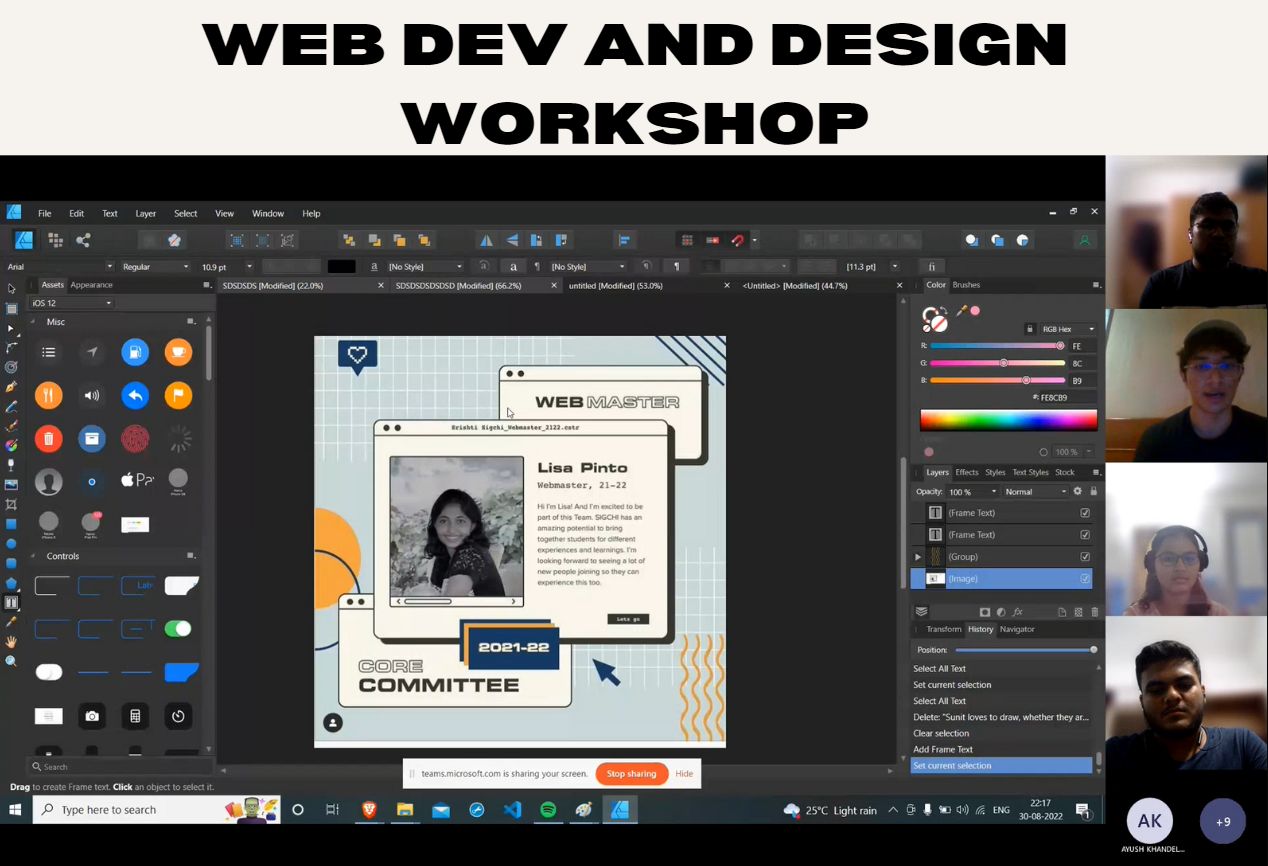 WEB DEV AND DESIGN
WORKSHOP
File Edit Text Layer Select View Window Help
Arial Regular 10.9 pt a [No Style] a ¶ [No Style] ¶ [11.3 pt] fi
Assets Appearance
SDSDSDS [Modified] (22.0%) × SDSDSDSDSDSD [Modified] (66.2%) × untitled [Modified] (53.0%) × <Untitled> [Modified] (44.7%) ×
Color Brushes
iOS 12
Misc
RGB Hex
R: FE
G: 8C
B: B9
#: FE8CB9
100 %
Layers Effects Styles Text Styles Stock
Opacity: 100 % Normal
(Frame Text)
(Frame Text)
(Group)
(Image)
fx
Transform History Navigator
Position:
Select All Text
Set current selection
Select All Text
Delete: "Sunit loves to draw, whether they ar...
Clear selection
Add Frame Text
Set current selection
WEB MASTER
Srishti Sigchi_Webmaster_2122.cstr
Lisa Pinto
Webmaster, 21-22
Hi I'm Lisa! And I'm excited to be
part of this Team. SIGCHI has an
amazing potential to bring
together students for different
experiences and learnings. I'm
looking forward to seeing a lot of
new people joining so they can
experience this too.
Lets go
2021-22
CORE
COMMITTEE
Controls
Search
Drag to create Frame text. Click an object to select it.
teams.microsoft.com is sharing your screen. Stop sharing Hide
Type here to search
25°C Light rain
ENG
22:17
30-08-2022
1
AK
AYUSH KHANDEL...
+9